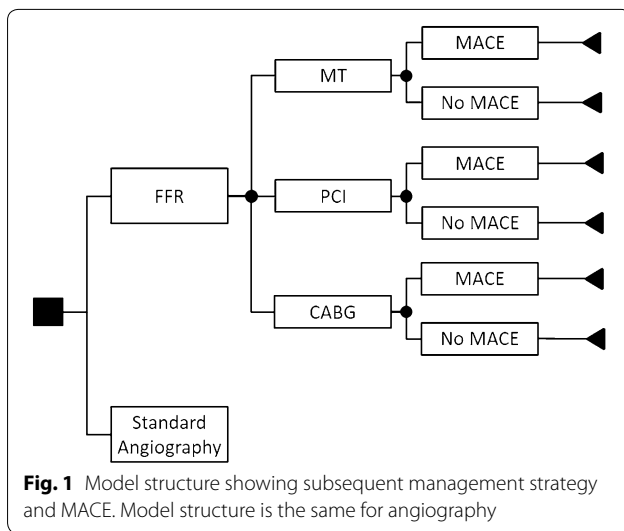 MACE
MT
No MACE
MACE
FFR
PCI
No MACE
MACE
CABG
No MACE
Standard
Angiography
Fig. 1 Model structure showing subsequent management strategy
and MACE. Model structure is the same for angiography